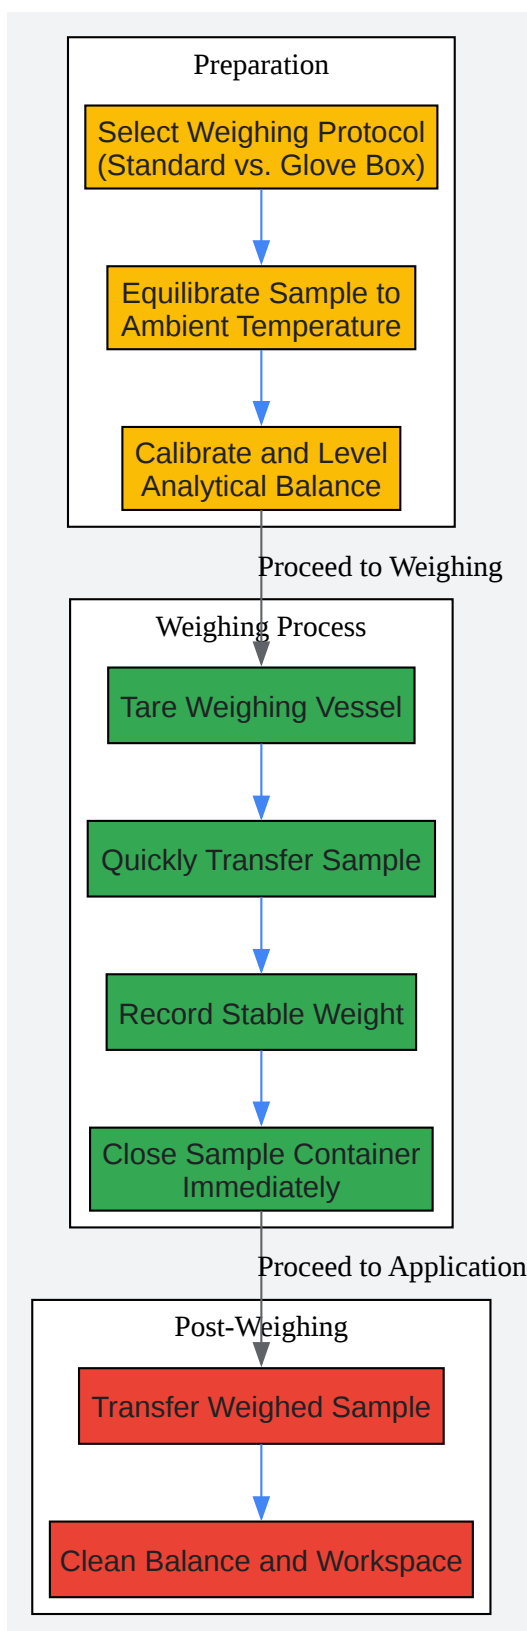 Preparation
Select Weighing Protocol
(Standard vs. Glove Box)
Equilibrate Sample to
Ambient Temperature
Calibrate and Level
Analytical Balance
Proceed to Weighing
Weighing Process
Tare Weighing Vessel
Quickly Transfer Sample
Record Stable Weight
Close Sample Container
Immediately
Proceed to Application
Post-Weighing
Transfer Weighed Sample
Clean Balance and Workspace